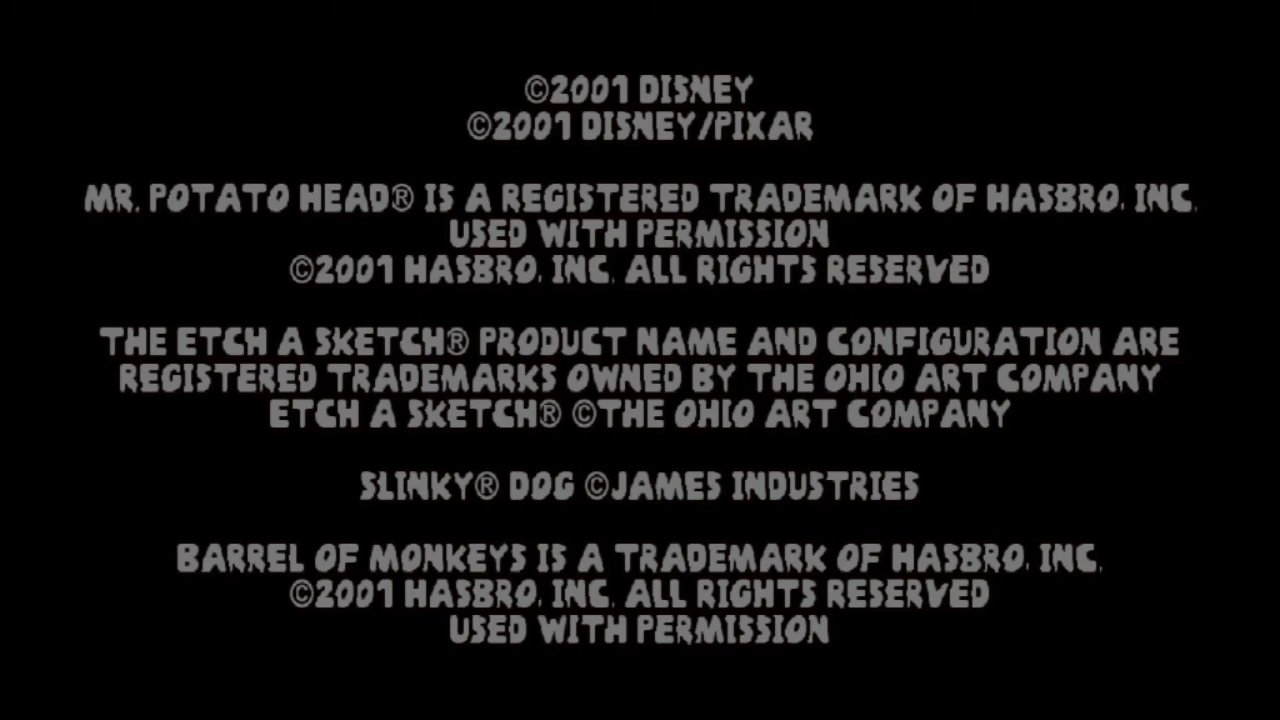 ©2001 DISNEY
©2001 DISNEY/PIXAR
MR. POTATO HEAD® IS A REGISTERED TRADEMARK OF HASBRO, INC.
USED WITH PERMISSION
©2001 HASBRO, INC. ALL RIGHTS RESERVED
THE ETCH A SKETCH® PRODUCT NAME AND CONFIGURATION ARE
REGISTERED TRADEMARKS OWNED BY THE OHIO ART COMPANY
ETCH A SKETCH® ©THE OHIO ART COMPANY
SLINKY® DOG ©JAMES INDUSTRIES
BARREL OF MONKEYS IS A TRADEMARK OF HASBRO, INC.
©2001 HASBRO, INC. ALL RIGHTS RESERVED
USED WITH PERMISSION